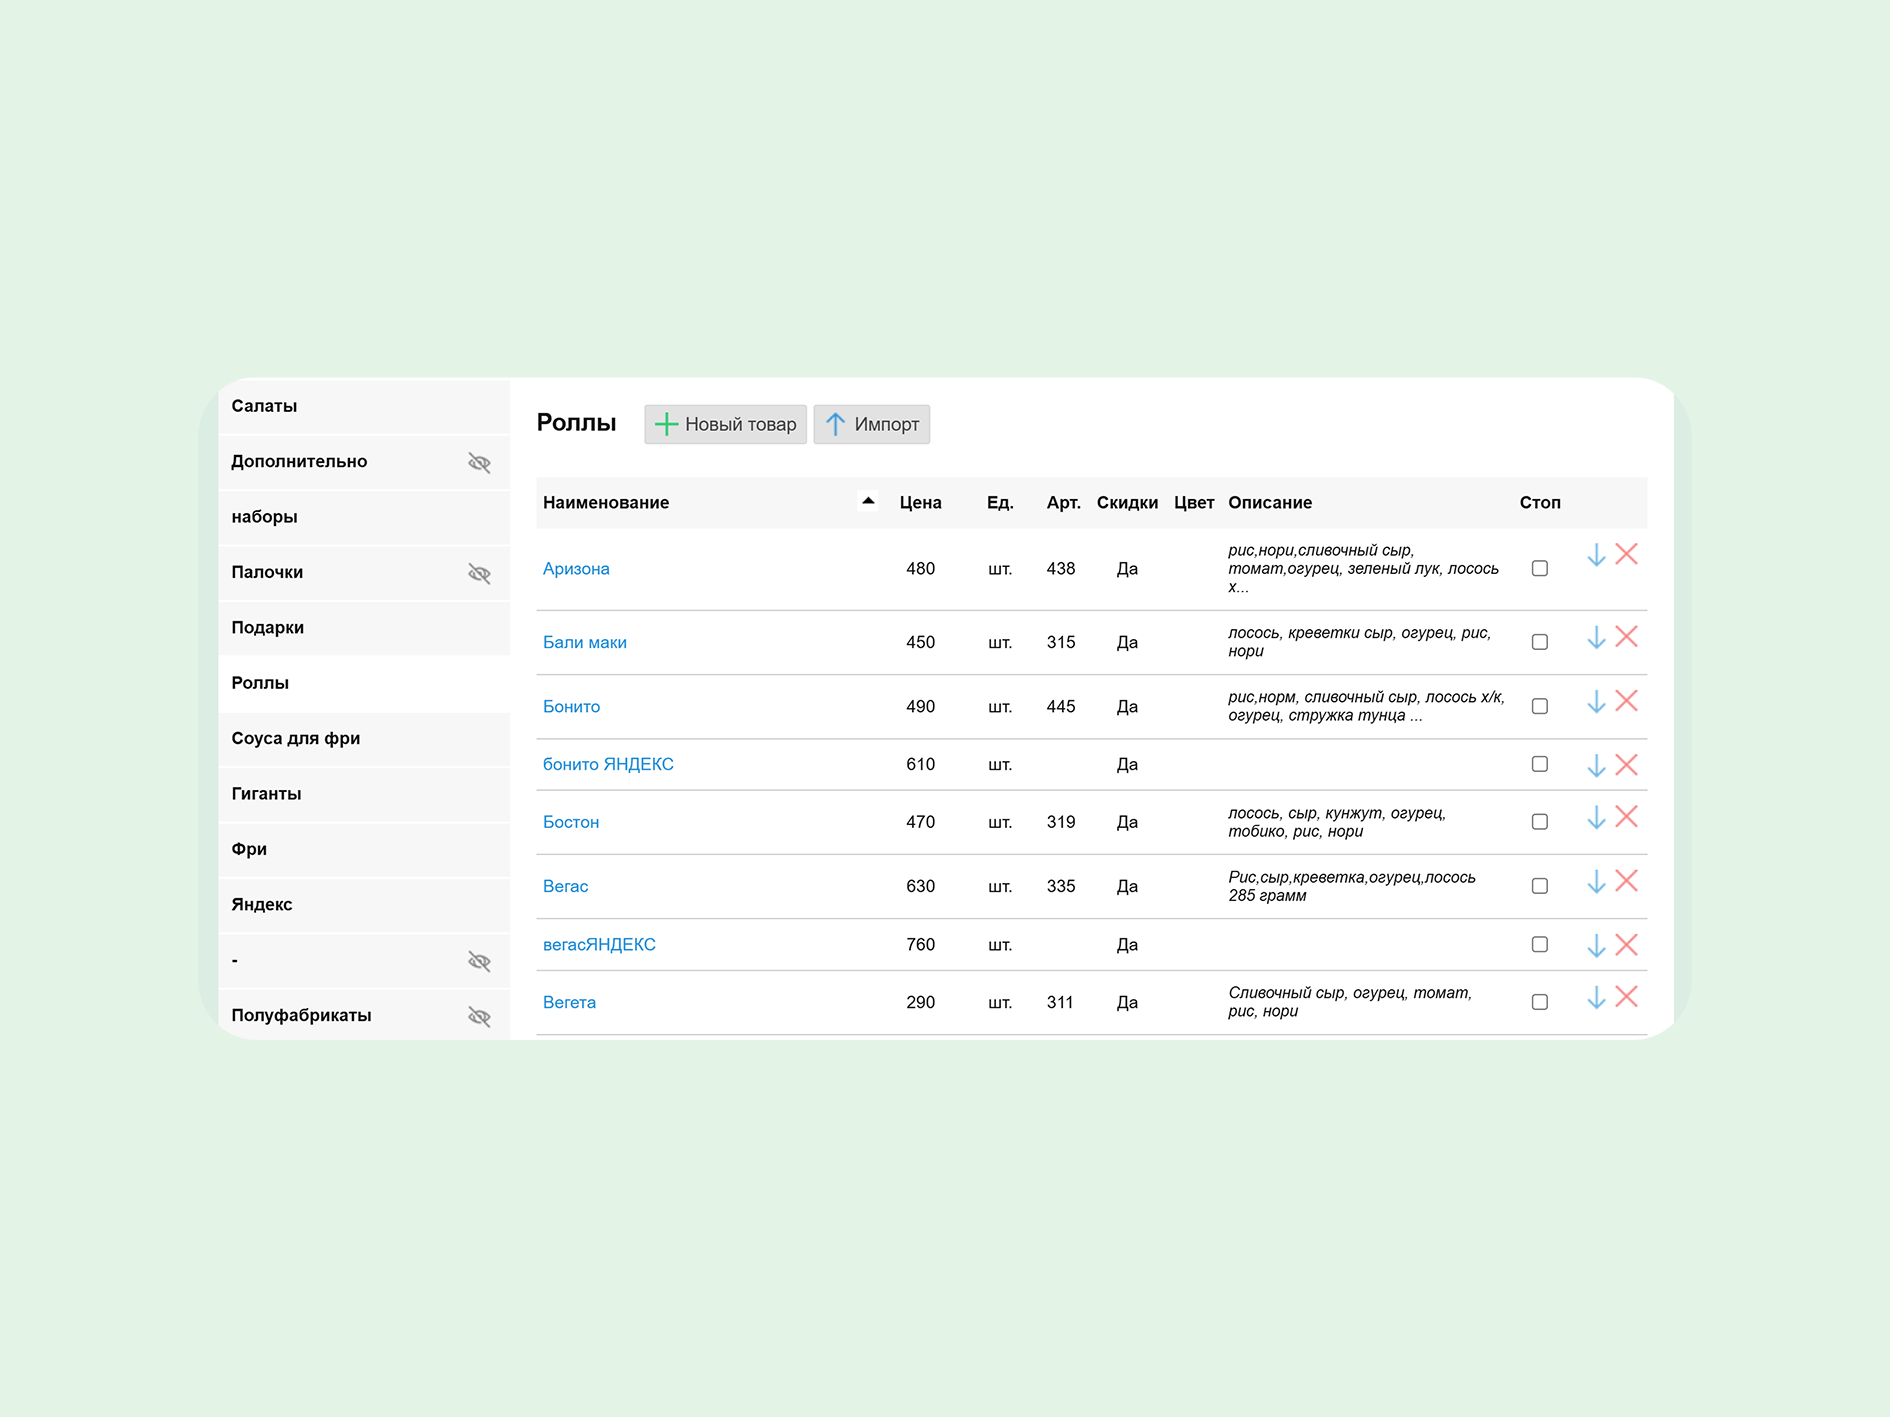 Салаты
Дополнительно
наборы
Палочки
Подарки
Роллы
Соуса для фри
Гиганты
Фри
Яндекс
-
Полуфабрикаты
Роллы Новый товар Импорт
Наименование Цена Ед. Арт. Скидки Цвет Описание Стоп
Аризона 480 шт. 438 Да рис,нори,сливочный сыр,
томат,огурец, зеленый лук, лосось
х...
Бали маки 450 шт. 315 Да лосось, креветки сыр, огурец, рис,
нори
Бонито 490 шт. 445 Да рис,норм, сливочный сыр, лосось х/к,
огурец, стружка тунца ...
бонито ЯНДЕКС 610 шт. Да
Бостон 470 шт. 319 Да лосось, сыр, кунжут, огурец,
тобико, рис, нори
Вегас 630 шт. 335 Да Рис,сыр,креветка,огурец,лосось
285 грамм
вегасЯНДЕКС 760 шт. Да
Вегета 290 шт. 311 Да Сливочный сыр, огурец, томат,
рис, нори